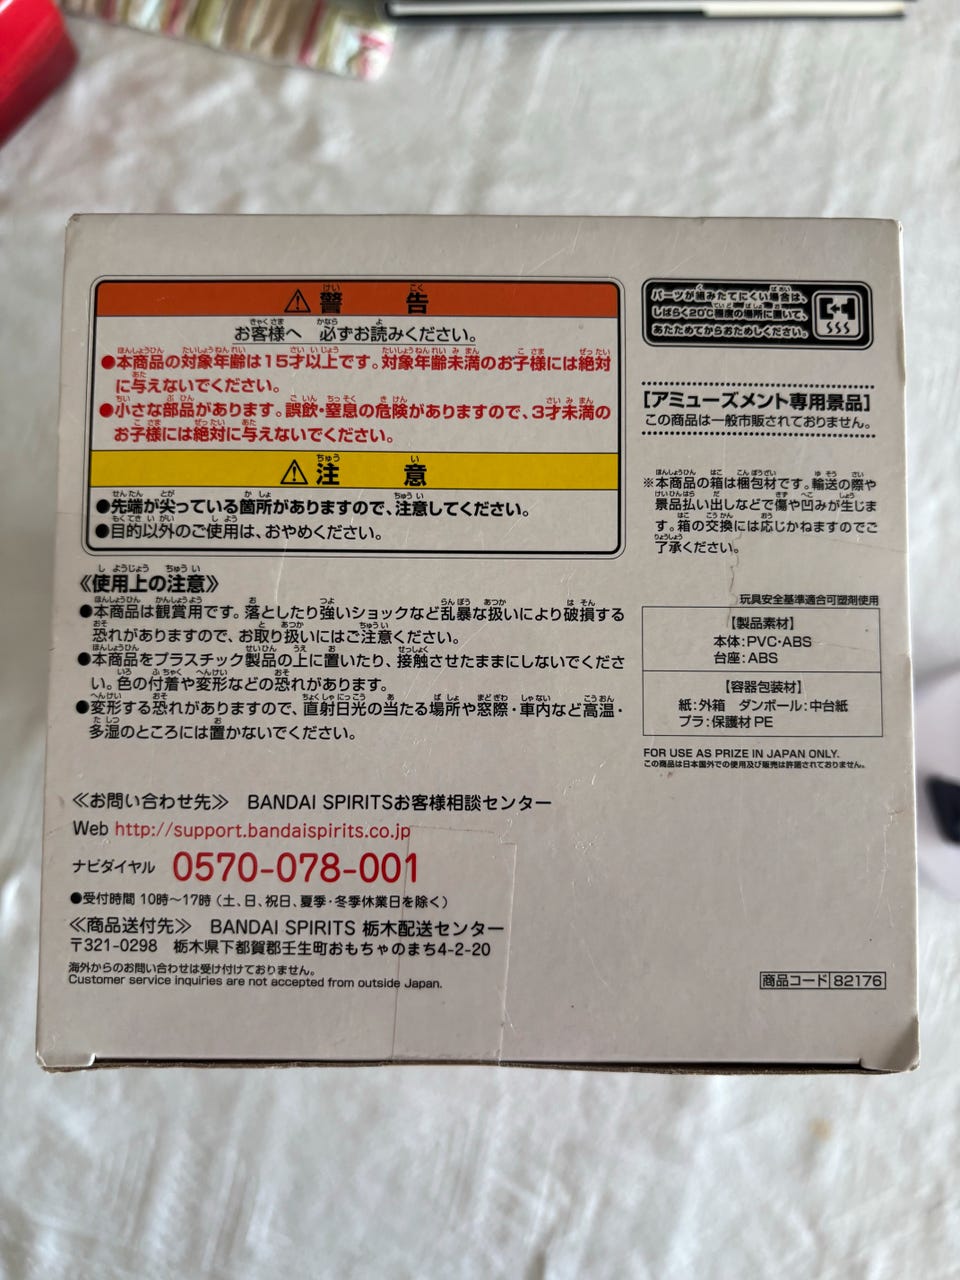 警告
お客様へ 必ずお読みください。
●本商品の対象年齢は15才以上です。対象年齢未満のお子様には絶対
に与えないでください。
●小さな部品があります。誤飲・窒息の危険がありますので、3才未満の
お子様には絶対に与えないでください。
注意
●先端が尖っている箇所がありますので、注意してください。
●目的以外のご使用は、おやめください。
《使用上の注意》
●本商品は観賞用です。落としたり強いショックなど乱暴な扱いにより破損する
恐れがありますので、お取り扱いにはご注意ください。
●本商品をプラスチック製品の上に置いたり、接触させたままにしないでくださ
い。色の付着や変形などの恐れがあります。
●変形する恐れがありますので、直射日光の当たる場所や窓際・車内など高温・
多湿のところには置かないでください。
パーツが組みたてにくい場合は、
しばらく20℃程度の場所に置いて、
あたためてからおためしください。
【アミューズメント専用景品】
この商品は一般市販されておりません。
※本商品の箱は梱包材です。輸送の際や
景品払い出しなどで傷や凹みが生じま
す。箱の交換には応じかねますのでご
了承ください。
玩具安全基準適合可塑剤使用
【製品素材】
本体:PVC・ABS
台座:ABS
【容器包装材】
紙:外箱 ダンボール:中台紙
プラ:保護材PE
FOR USE AS PRIZE IN JAPAN ONLY.
この商品は日本国外での使用及び販売は許諾されておりません。
≪お問い合わせ先≫ BANDAI SPIRITSお客様相談センター
Web http://support.bandaispirits.co.jp
ナビダイヤル 0570-078-001
●受付時間 10時～17時(土、日、祝日、夏季・冬季休業日を除く)
≪商品送付先≫ BANDAI SPIRITS 栃木配送センター
〒321-0298 栃木県下都賀郡壬生町おもちゃのまち4-2-20
海外からのお問い合わせは受け付けておりません。
Customer service inquiries are not accepted from outside Japan.
商品コード 82176